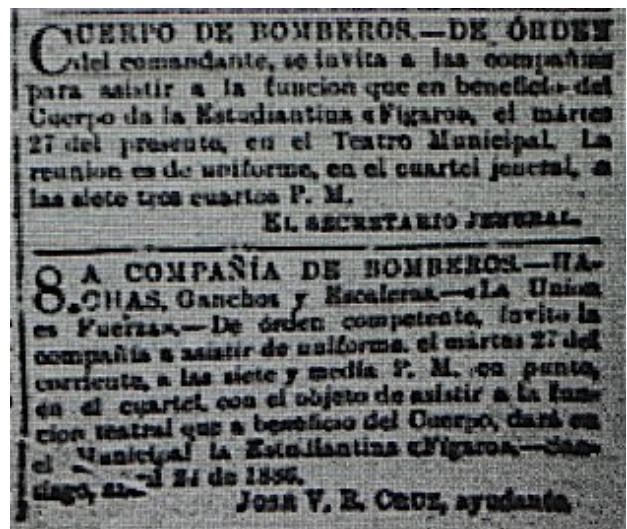 CUERPO DE BOMBEROS.—DE ÓRDEN
del comandante, se invita a las compañías
para asistir a la funcion que en beneficio del
Cuerpo da la Estudiantina «Fígaro», el mártes
27 del presente, en el Teatro Municipal. La
reunion es de uniforme, en el cuartel jeneral, a
las siete tres cuartos P. M.
EL SECRETARIO JENERAL.
8.A COMPAÑÍA DE BOMBEROS.—HA-
CHAS, Ganchos y Escaleras.—«La Union
es Fuerza».—De órden competente, invito la
compañía a asistir de uniforme, el mártes 27 del
corriente, a las siete y media P. M. en punto,
en el cuartel, con el objeto de asistir a la fun-
cion teatral que a beneficio del Cuerpo, dará en
el Municipal la Estudiantina «Fígaro».—San-
tiago, 24 de 1886.
JOSE V. R. CRUZ, ayudante.